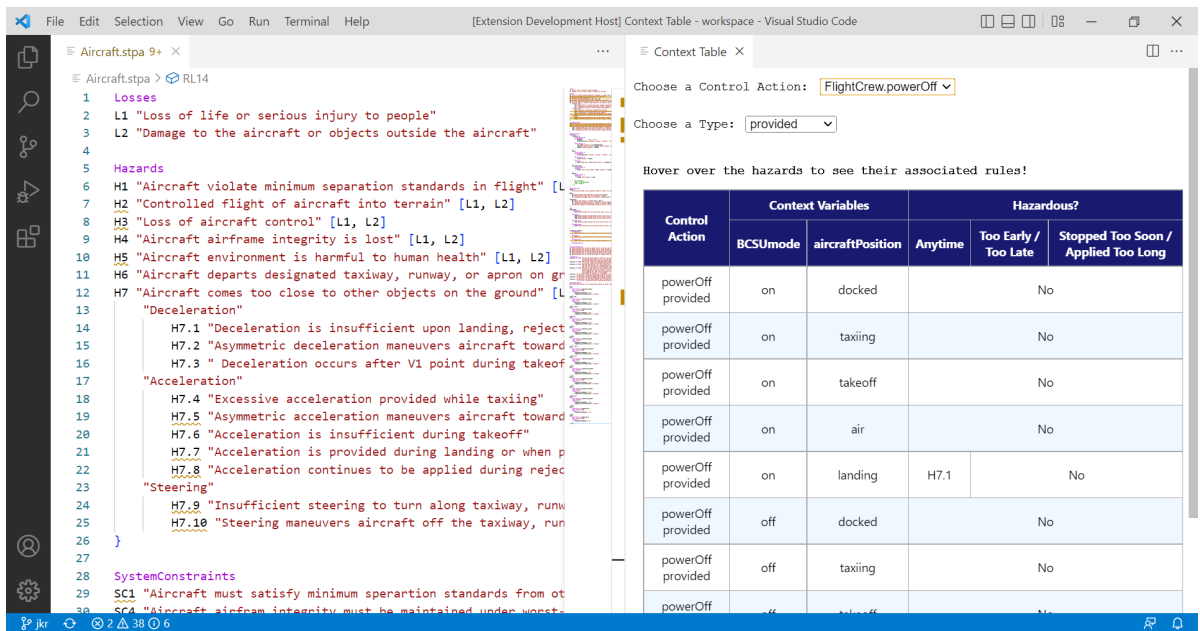 File Edit Selection View Go Run Terminal Help
[Extension Development Host] Context Table - workspace - Visual Studio Code
Aircraft.stpa 9+
Aircraft.stpa > RL14
1 Losses
2 L1 "Loss of life or serious injury to people"
3 L2 "Damage to the aircraft or objects outside the aircraft"
4
5 Hazards
6 H1 "Aircraft violate minimum separation standards in flight" [L
7 H2 "Controlled flight of aircraft into terrain" [L1, L2]
8 H3 "Loss of aircraft control" [L1, L2]
9 H4 "Aircraft airframe integrity is lost" [L1, L2]
10 H5 "Aircraft environment is harmful to human health" [L1, L2]
11 H6 "Aircraft departs designated taxiway, runway, or apron on gr
12 H7 "Aircraft comes too close to other objects on the ground" [L
13 "Deceleration"
14 H7.1 "Deceleration is insufficient upon landing, reject
15 H7.2 "Asymmetric deceleration maneuvers aircraft toward
16 H7.3 " Deceleration occurs after V1 point during takeof
17 "Acceleration"
18 H7.4 "Excessive acceleration provided while taxiing"
19 H7.5 "Asymmetric acceleration maneuvers aircraft toward
20 H7.6 "Acceleration is insufficient during takeoff"
21 H7.7 "Acceleration is provided during landing or when p
22 H7.8 "Acceleration continues to be applied during rejec
23 "Steering"
24 H7.9 "Insufficient steering to turn along taxiway, runw
25 H7.10 "Steering maneuvers aircraft off the taxiway, run
26 }
27
28 SystemConstraints
29 SC1 "Aircraft must satisfy minimum sperartion standards from ot
30 SC4 "Aircraft airfram integrity must be maintained under worst-
Context Table
Choose a Control Action: FlightCrew.powerOff
Choose a Type: provided
Hover over the hazards to see their associated rules!
Control Action Context Variables Hazardous?
BCSUmode aircraftPosition Anytime Too Early / Too Late Stopped Too Soon / Applied Too Long
powerOff provided on docked No
powerOff provided on taxiing No
powerOff provided on takeoff No
powerOff provided on air No
powerOff provided on landing H7.1 No
powerOff provided off docked No
powerOff provided off taxiing No
powerOff off takeoff No
jkr 2 38 6